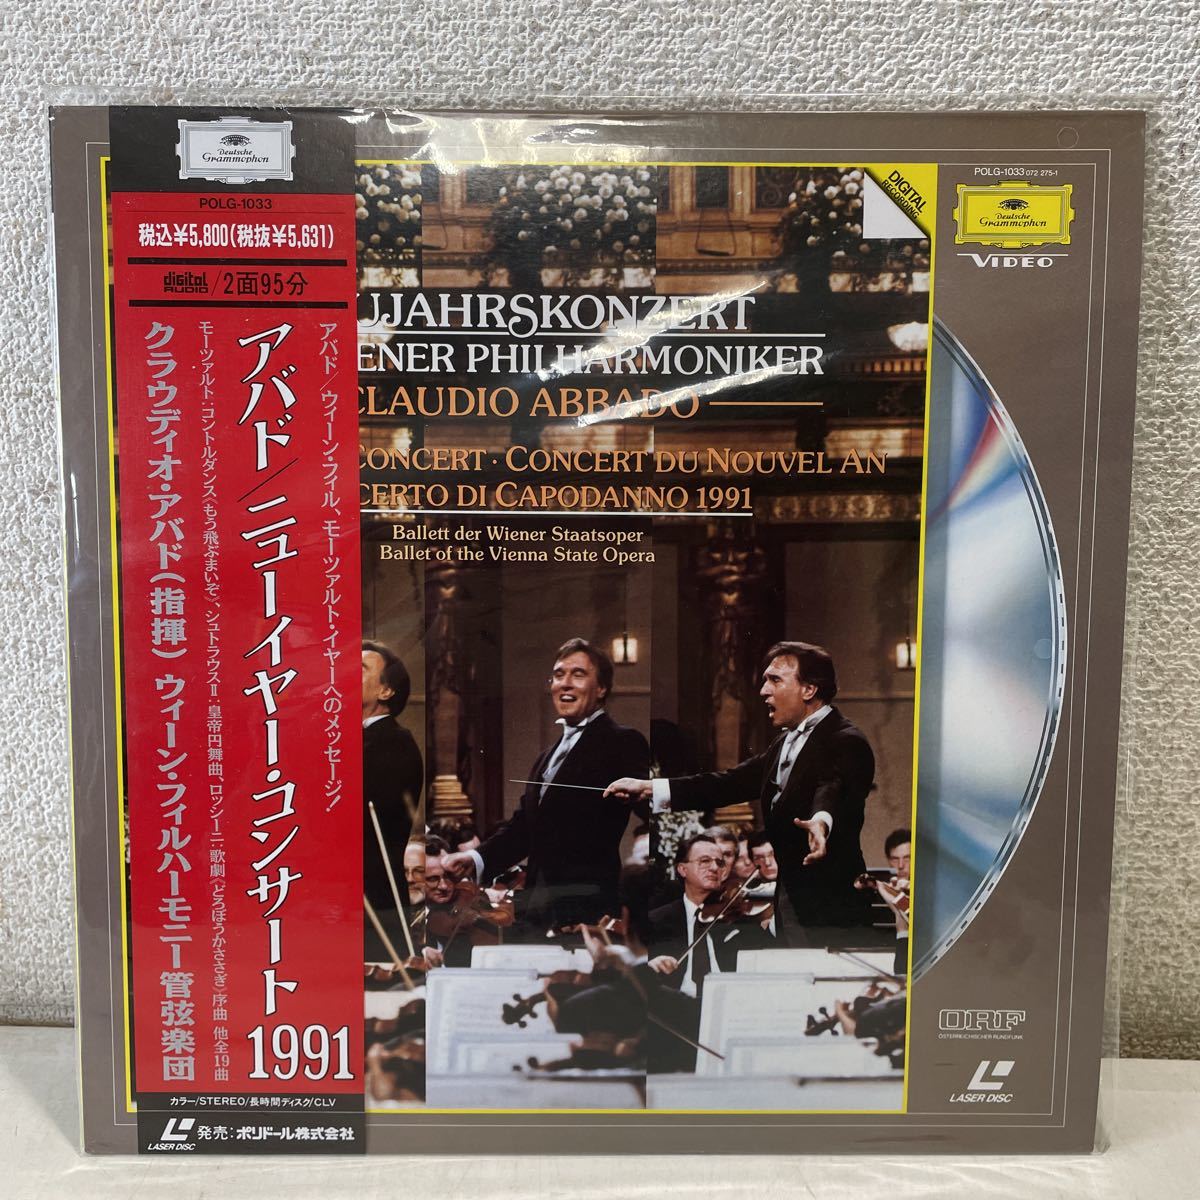 Deutsche
Grammophon
POLG-1033
税込¥5,800(税抜¥5,631)
digital AUDIO/2面95分
アバド/ウィーン・フィル、モーツァルト・イヤーへのメッセージ!
アバド/ニューイヤー・コンサート
1991
モーツァルト:コントルダンス《もう飛ぶまいぞ》、シュトラウスⅡ:皇帝円舞曲、ロッシーニ:歌劇《どろぼうかささぎ》序曲 他全19曲
クラウディオ・アバド(指揮) ウィーン・フィルハーモニー管弦楽団
カラー/STEREO/長時間ディスク/CLV
LASER DISC
発売:ポリドール株式会社
DIGITAL
RECORDING
POLG-1033 072 275-1
Deutsche
Grammophon
VIDEO
UJAHRSKONZERT
ENER PHILHARMONIKER
CLAUDIO ABBADO
CONCERT · CONCERT DU NOUVEL AN
CERTO DI CAPODANNO 1991
Ballett der Wiener Staatsoper
Ballet of the Vienna State Opera
ORF
ÖSTERREICHISCHER RUNDFUNK
LASER DISC